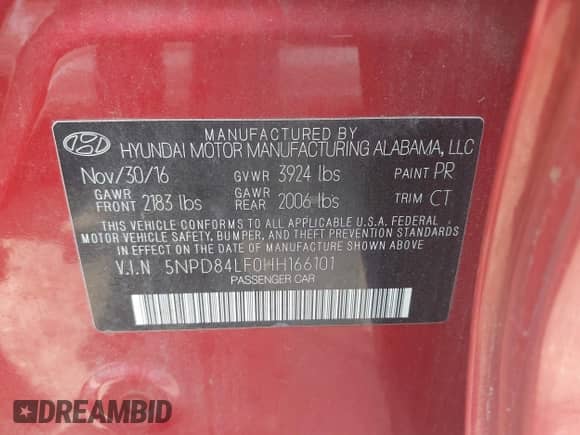 MANUFACTURED BY
HYUNDAI MOTOR MANUFACTURING ALABAMA, LLC
Nov/30/16 GVWR 3924 lbs PAINT PR
GAWR FRONT 2183 lbs GAWR REAR 2006 lbs TRIM CT
THIS VEHICLE CONFORMS TO ALL APPLICABLE U.S.A. FEDERAL
MOTOR VEHICLE SAFETY, BUMPER, AND THEFT PREVENTION STANDARDS
IN EFFECT ON THE DATE OF MANUFACTURE SHOWN ABOVE.
V.I.N 5NPD84LF0HH166101
PASSENGER CAR
DREAMBID